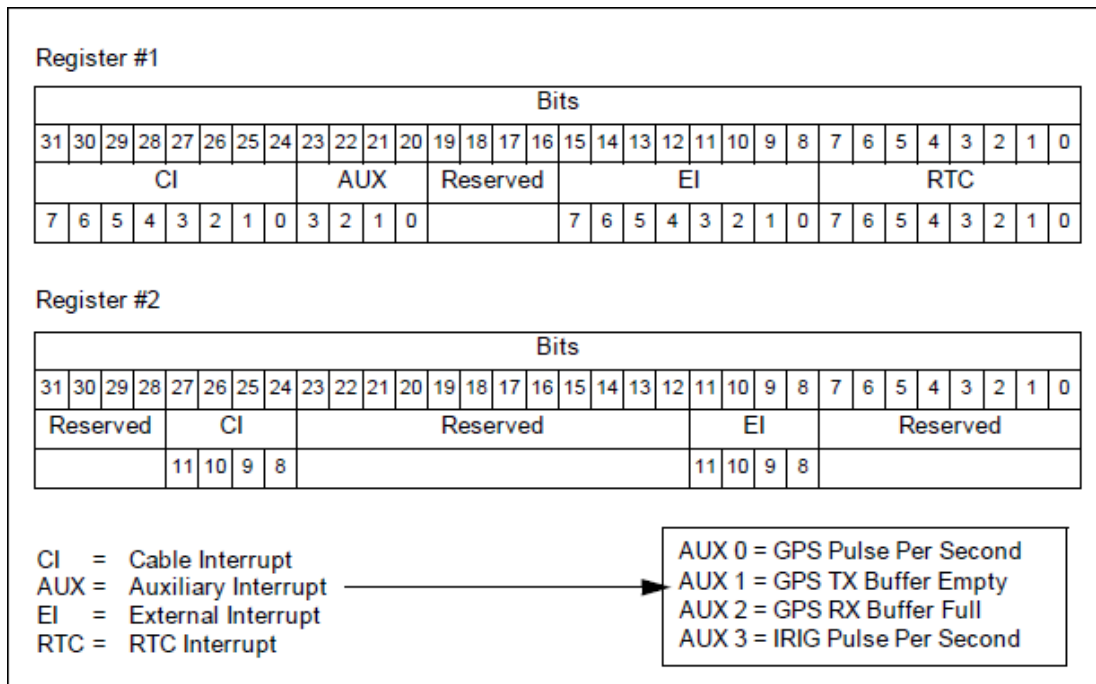 Register #1
Bits
31 30 29 28 27 26 25 24 23 22 21 20 19 18 17 16 15 14 13 12 11 10 9 8 7 6 5 4 3 2 1 0
CI AUX Reserved EI RTC
7 6 5 4 3 2 1 0 3 2 1 0 7 6 5 4 3 2 1 0 7 6 5 4 3 2 1 0
Register #2
Bits
31 30 29 28 27 26 25 24 23 22 21 20 19 18 17 16 15 14 13 12 11 10 9 8 7 6 5 4 3 2 1 0
Reserved CI Reserved EI Reserved
11 10 9 8 11 10 9 8
CI = Cable Interrupt
AUX = Auxiliary Interrupt
EI = External Interrupt
RTC = RTC Interrupt
AUX 0 = GPS Pulse Per Second
AUX 1 = GPS TX Buffer Empty
AUX 2 = GPS RX Buffer Full
AUX 3 = IRIG Pulse Per Second